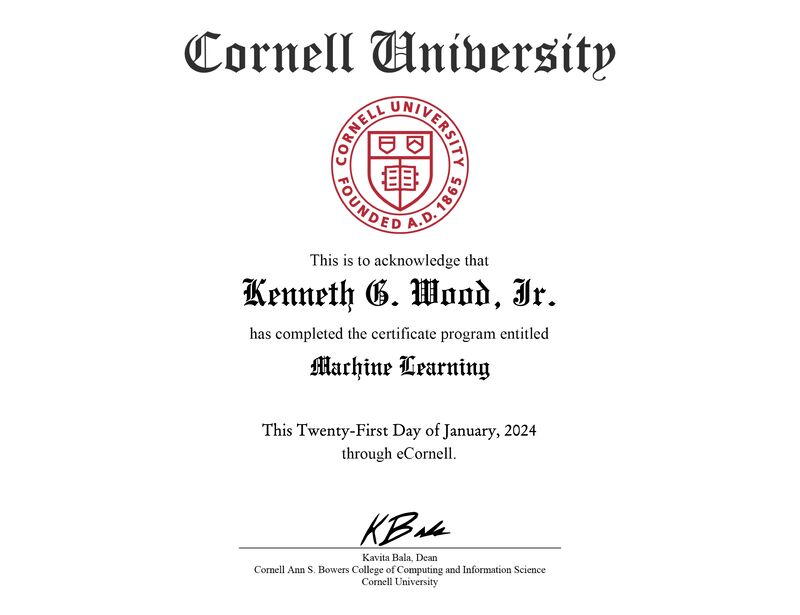 Cornell University
CORNELL UNIVERSITY
FOUNDED A.D. 1865
This is to acknowledge that
Kenneth G. Wood, Jr.
has completed the certificate program entitled
Machine Learning
This Twenty-First Day of January, 2024
through eCornell.
KBala
Kavita Bala, Dean
Cornell Ann S. Bowers College of Computing and Information Science
Cornell University